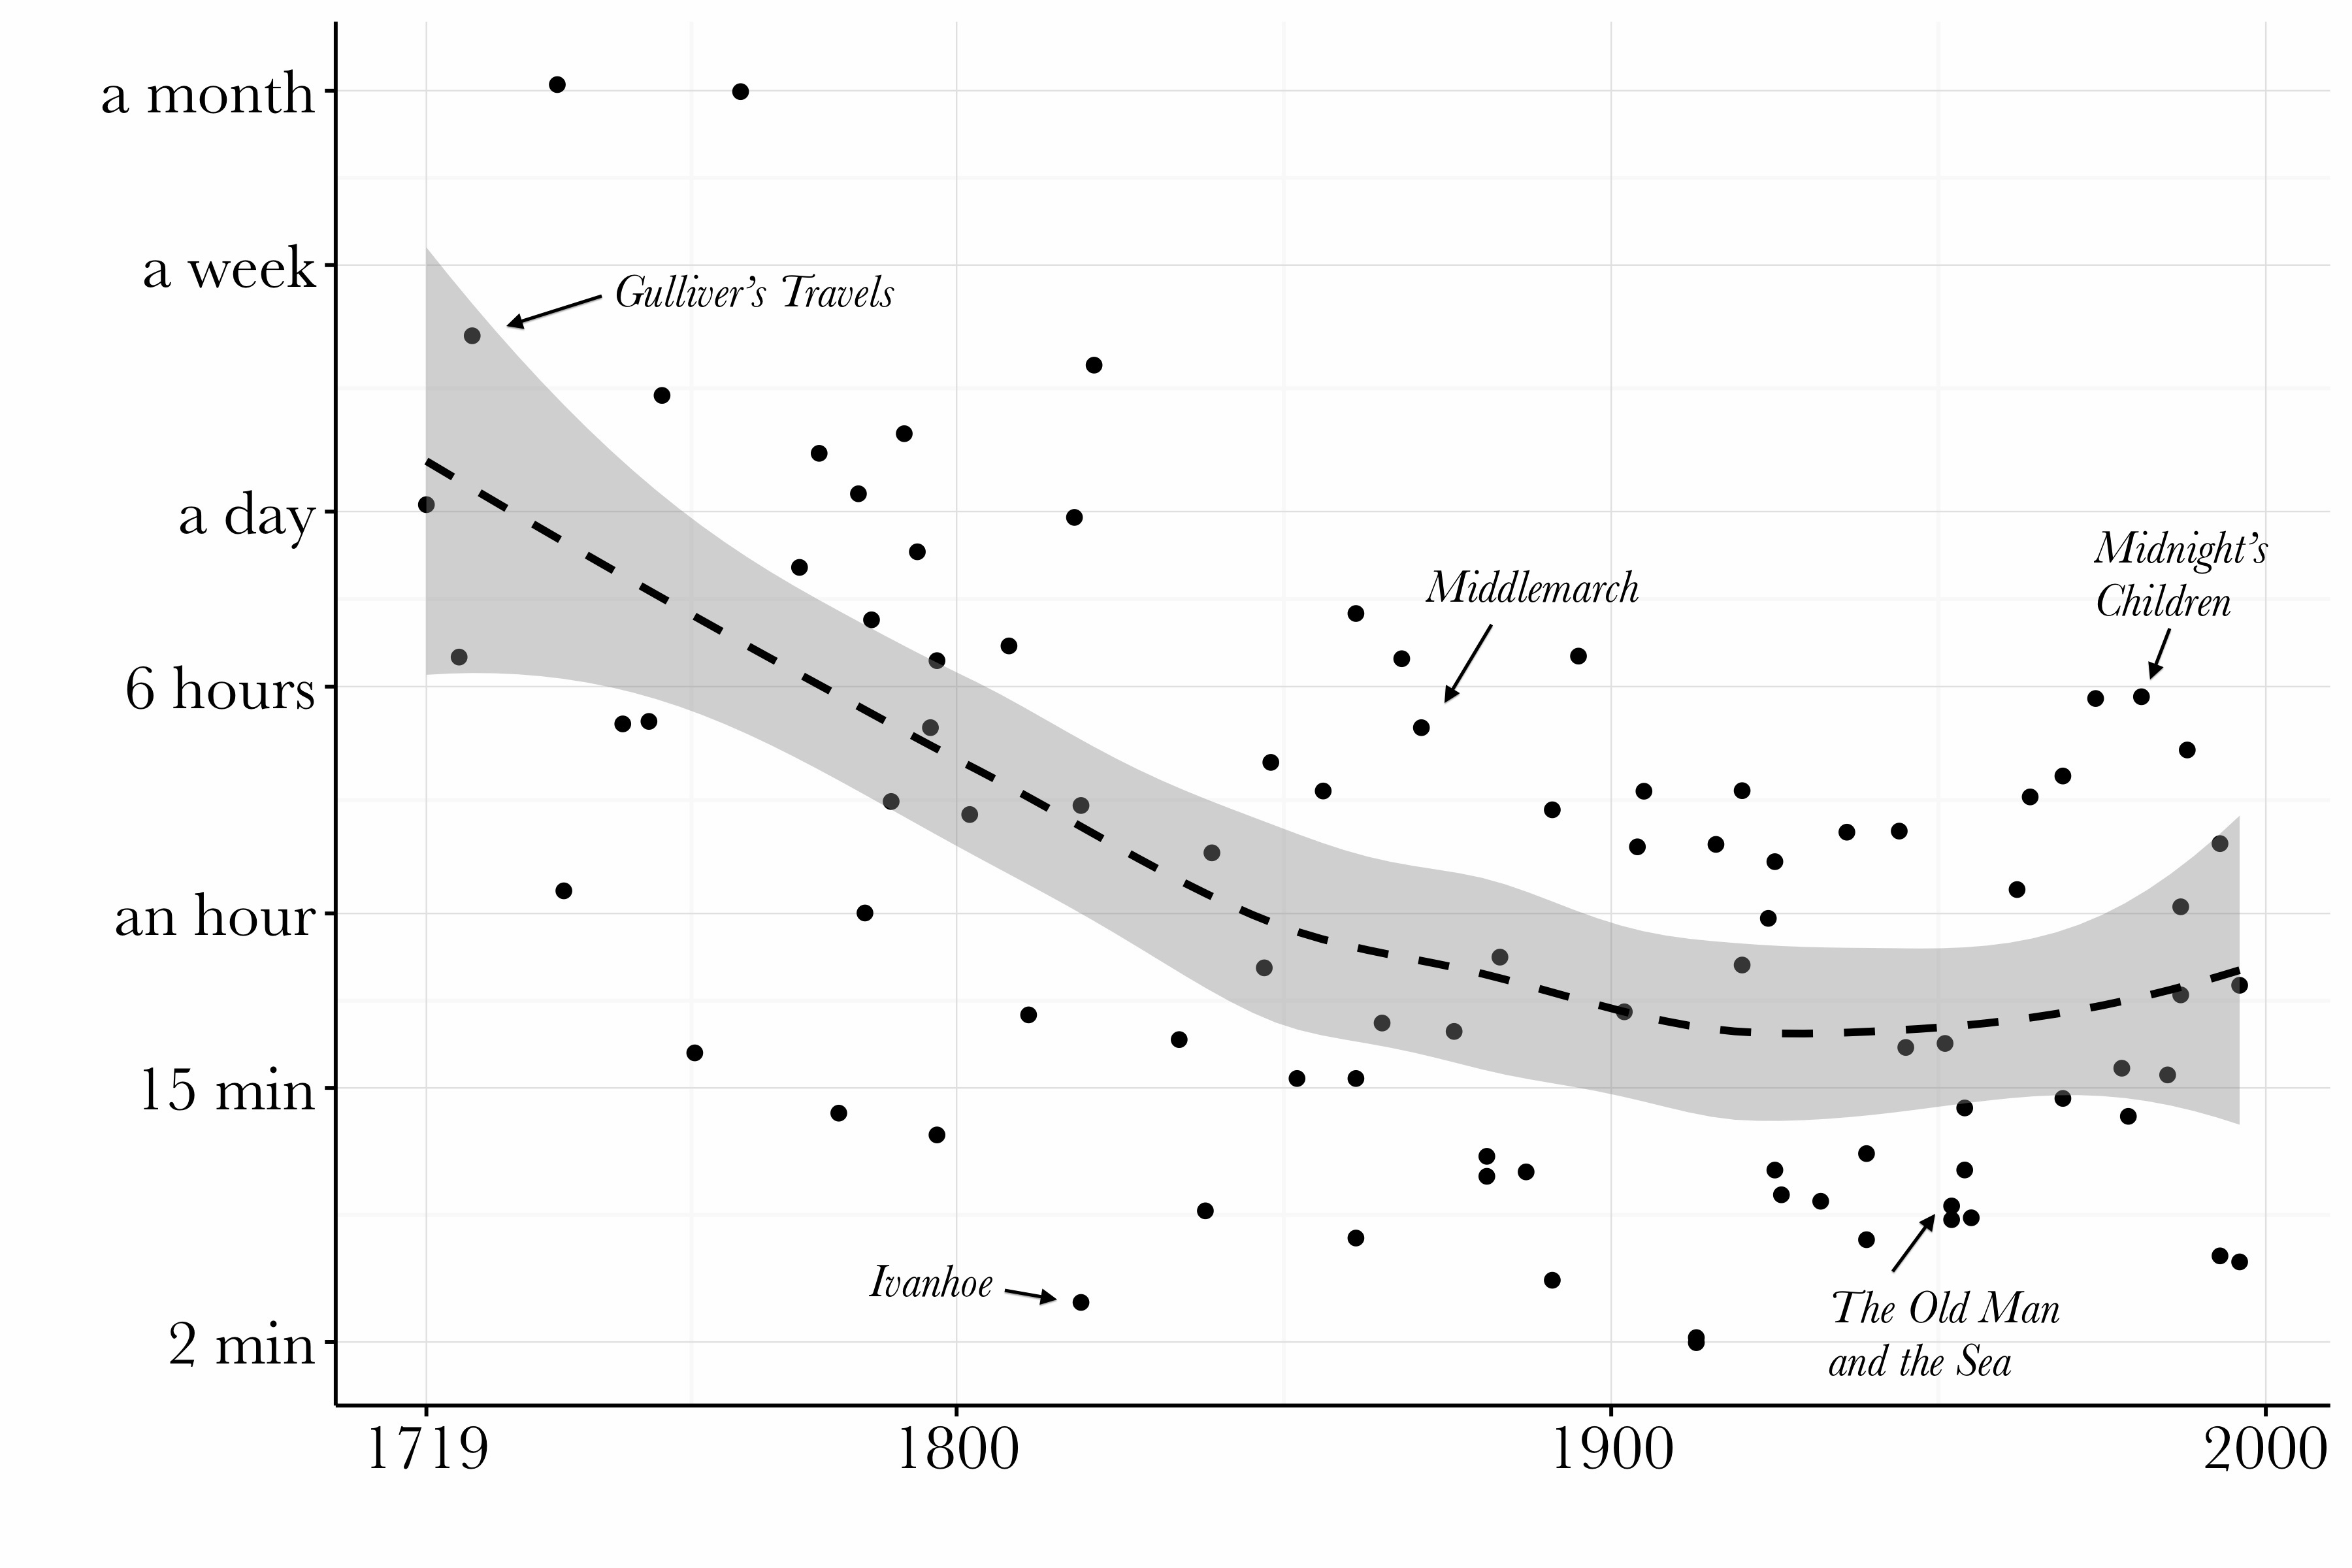 a month
a week
Gulliver’s Travels
a day
Midnight’s
Children
Middlemarch
6 hours
an hour
15 min
Ivanhoe
The Old Man
and the Sea
2 min
1719
1800
1900
2000